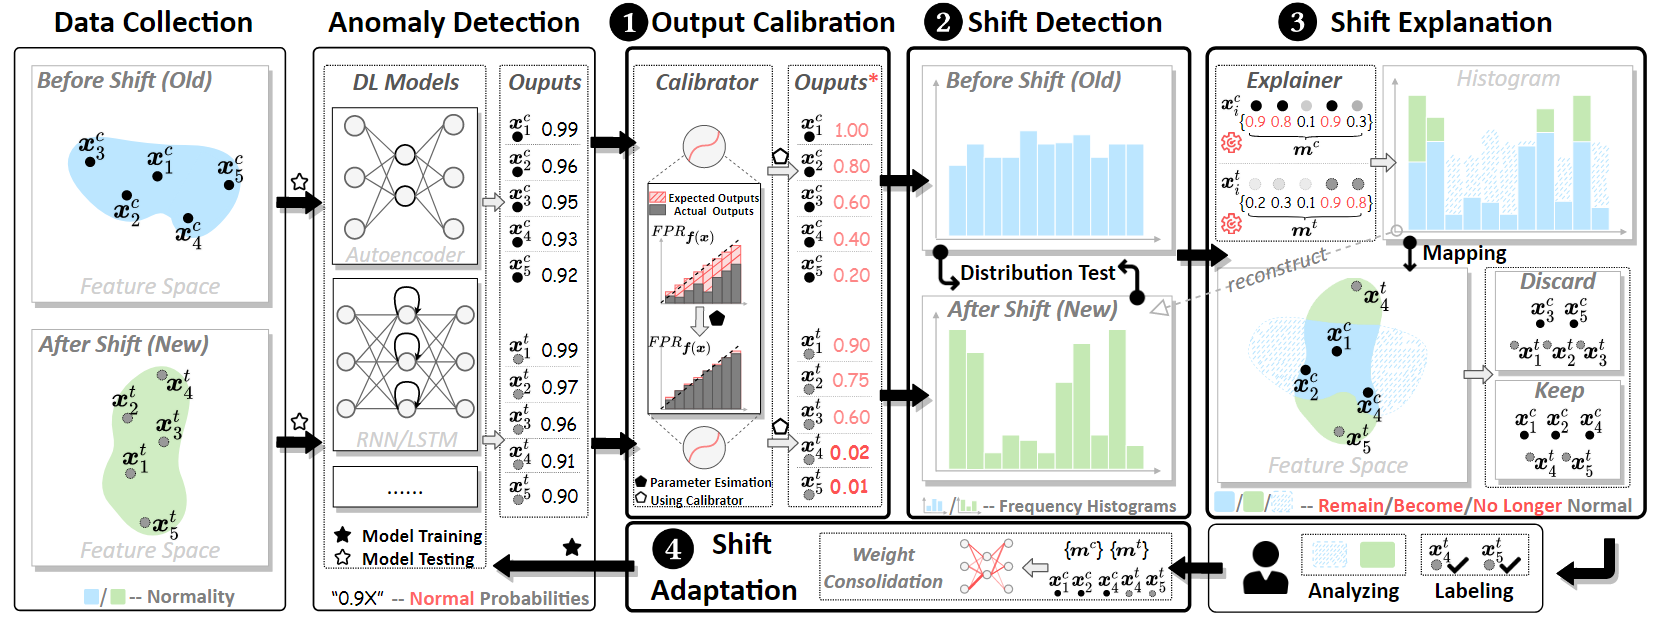 Data Collection
Before Shift (Old)
x_3^c
x_1^c
x_5^c
x_2^c
x_4^c
Feature Space
After Shift (New)
x_4^t
x_2^t
x_3^t
x_1^t
x_5^t
Feature Space
/ -- Normality
Anomaly Detection
DL Models
Autoencoder
RNN/LSTM
......
Model Training
Model Testing
Ouputs
x_1^c 0.99
x_2^c 0.96
x_3^c 0.95
x_4^c 0.93
x_5^c 0.92
x_1^t 0.99
x_2^t 0.97
x_3^t 0.96
x_4^t 0.91
x_5^t 0.90
"0.9X" -- Normal Probabilities
1 Output Calibration
Calibrator
Expected Outputs
Actual Outputs
FPR_f(x)
FPR_f(x)
Parameter Esimation
Using Calibrator
Ouputs*
x_1^c 1.00
x_2^c 0.80
x_3^c 0.60
x_4^c 0.40
x_5^c 0.20
x_1^t 0.90
x_2^t 0.75
x_3^t 0.60
x_4^t 0.02
x_5^t 0.01
2 Shift Detection
Before Shift (Old)
Distribution Test
After Shift (New)
/ -- Frequency Histograms
3 Shift Explanation
Explainer
x_i^c
{0.9 0.8 0.1 0.9 0.3}
m^c
x_i^t
{0.2 0.3 0.1 0.9 0.8}
m^t
Histogram
reconstruct
Mapping
x_4^t
x_1^c
x_2^c
x_4^c
x_5^t
Feature Space
Discard
x_3^c x_5^c
x_1^t x_2^t x_3^t
Keep
x_1^c x_2^c x_4^c
x_4^t x_5^t
/ / -- Remain/Become/No Longer Normal
4 Shift
Adaptation
Weight
Consolidation
{m^c} {m^t}
x_1^c x_2^c x_4^c x_4^t x_5^t
x_4^t x_5^t
Analyzing
Labeling